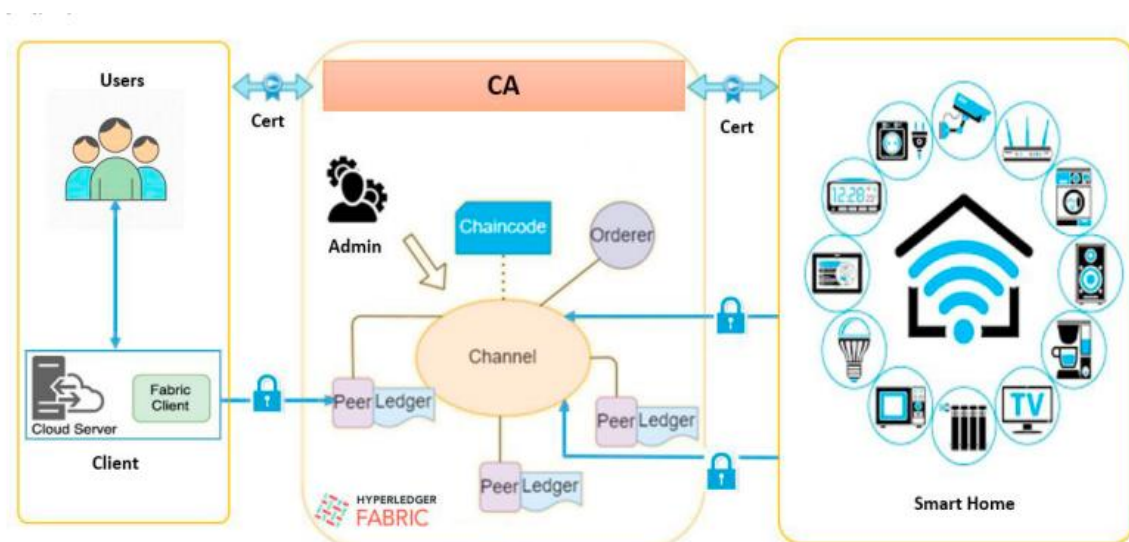 Users
Cert
CA
Cert
Admin
Chaincode
Orderer
Channel
Peer Ledger
Peer Ledger
Peer Ledger
Fabric
Client
Cloud Server
Client
HYPERLEDGER
FABRIC
12:28
TV
Smart Home